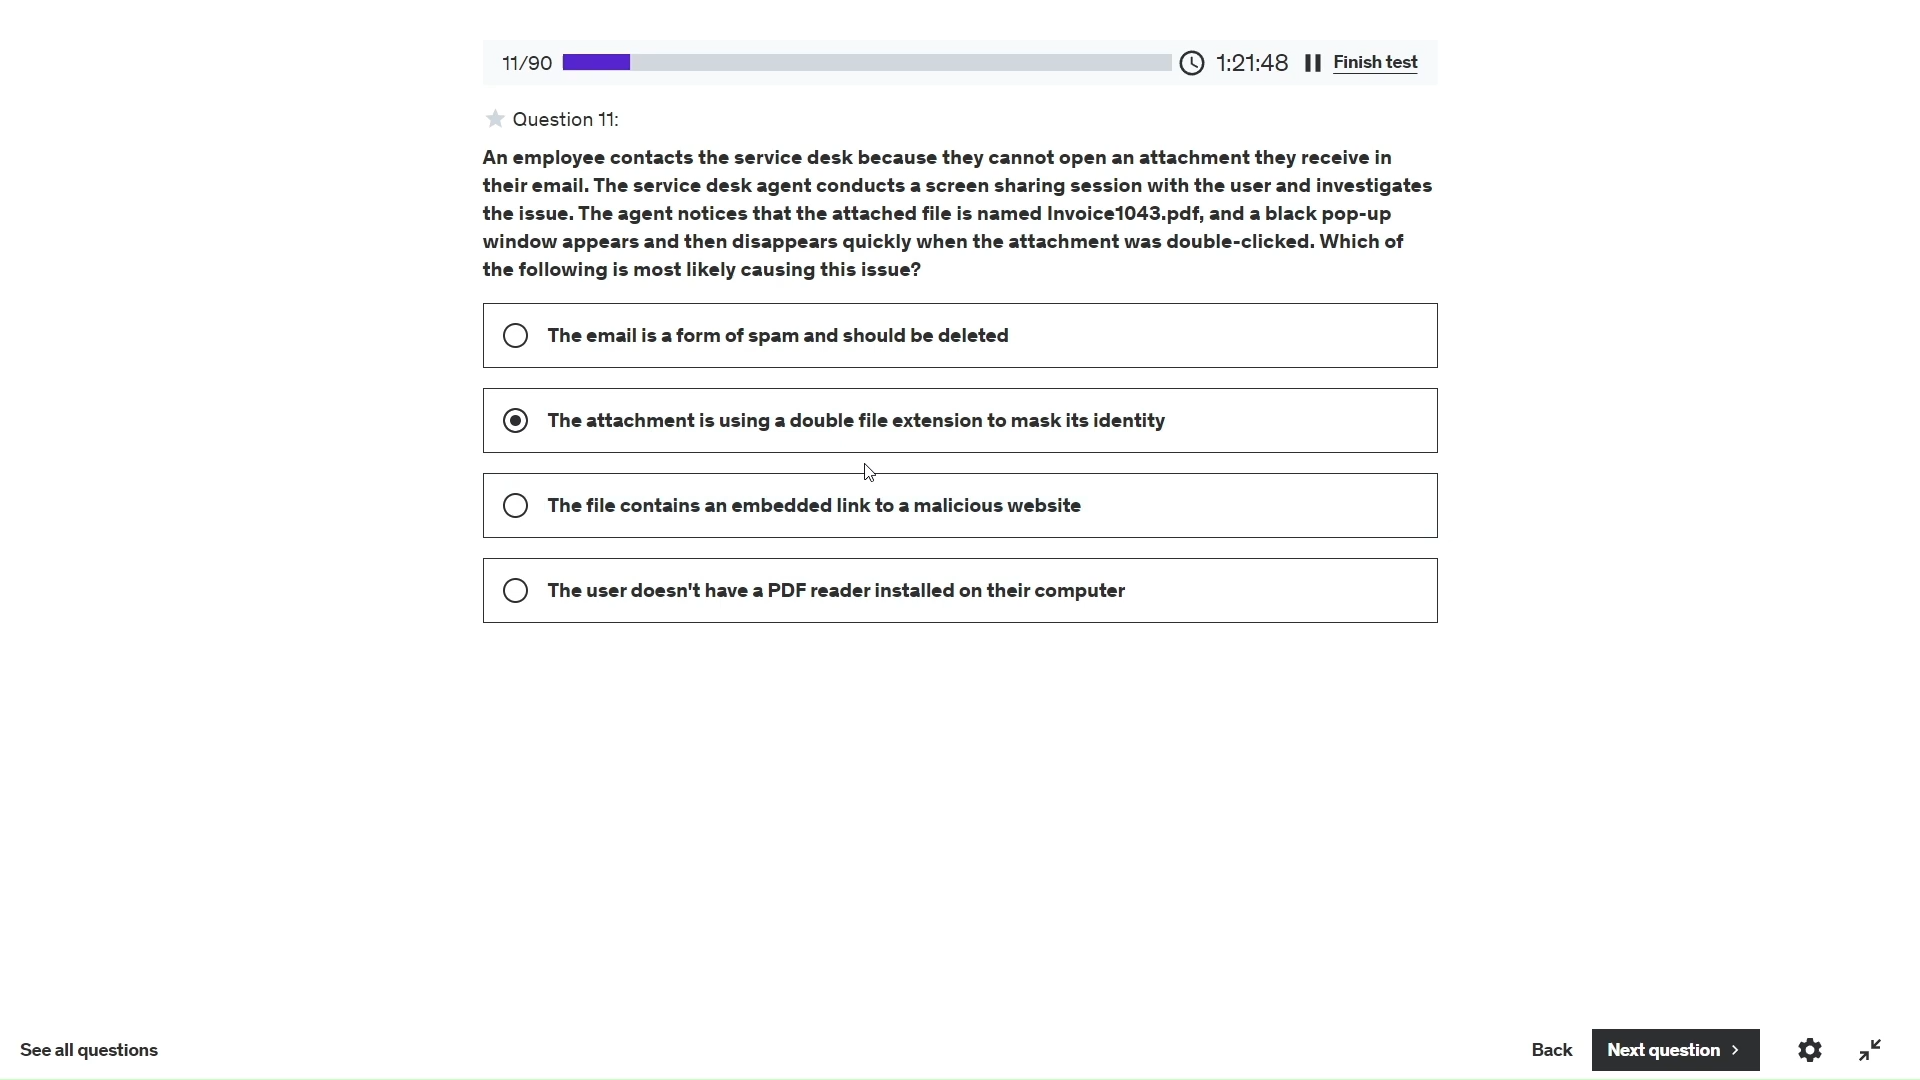 11/90
1:21:48
Finish test
Question 11:
An employee contacts the service desk because they cannot open an attachment they receive in
their email. The service desk agent conducts a screen sharing session with the user and investigates
the issue. The agent notices that the attached file is named Invoice1043.pdf, and a black pop-up
window appears and then disappears quickly when the attachment was double-clicked. Which of
the following is most likely causing this issue?
The email is a form of spam and should be deleted
The attachment is using a double file extension to mask its identity
The file contains an embedded link to a malicious website
The user doesn't have a PDF reader installed on their computer
See all questions
Back
Next question